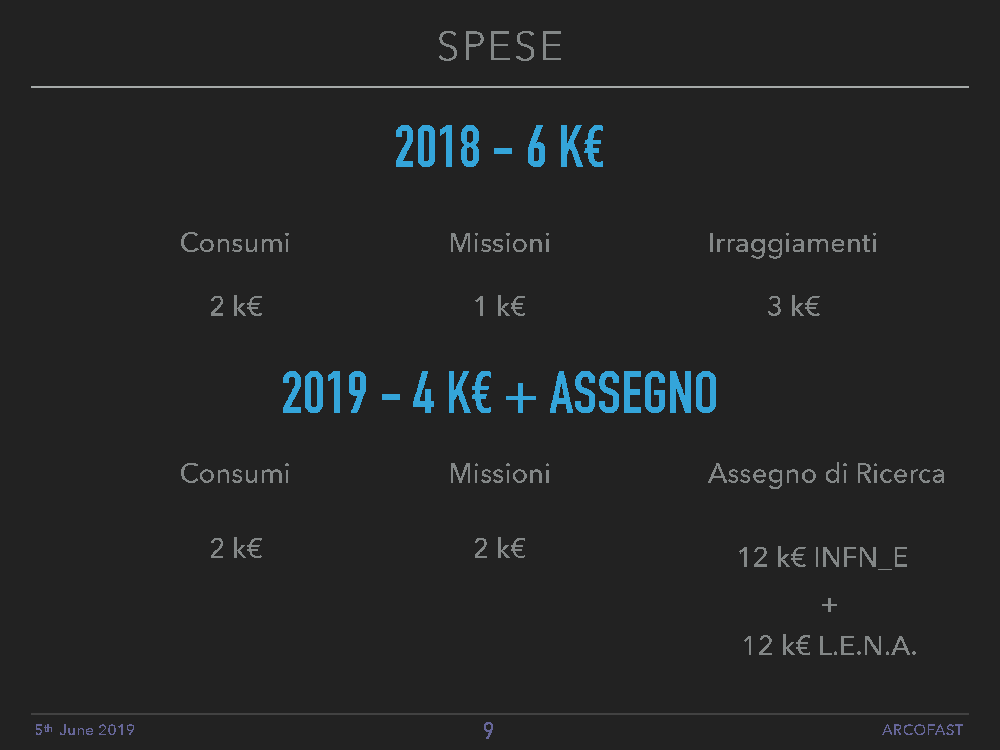 SPESE
2018 - 6 K€
Consumi Missioni Irraggiamenti
2 k€ 1 k€ 3 k€
2019 - 4 K€ + ASSEGNO
Consumi Missioni Assegno di Ricerca
2 k€ 2 k€ 12 k€ INFN_E
+
12 k€ L.E.N.A.
5th June 2019 9 ARCOFAST